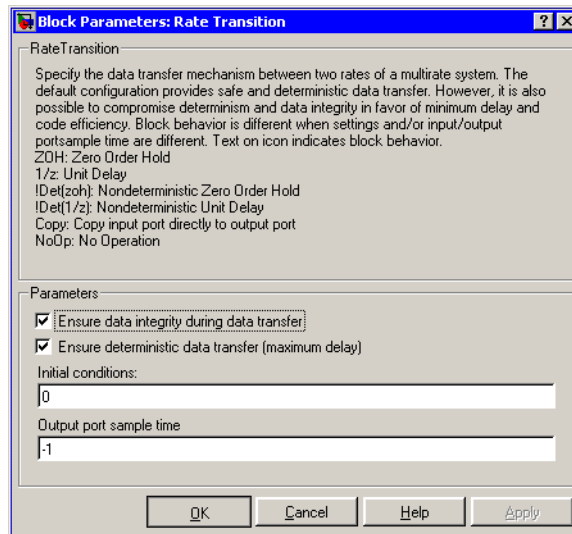 Block Parameters: Rate Transition
RateTransition
Specify the data transfer mechanism between two rates of a multirate system. The
default configuration provides safe and deterministic data transfer. However, it is also
possible to compromise determinism and data integrity in favor of minimum delay and
code efficiency. Block behavior is different when settings and/or input/output
portsample time are different. Text on icon indicates block behavior.
ZOH: Zero Order Hold
1/z: Unit Delay
!Det(zoh): Nondeterministic Zero Order Hold
!Det(1/z): Nondeterministic Unit Delay
Copy: Copy input port directly to output port
NoOp: No Operation
Parameters
Ensure data integrity during data transfer
Ensure deterministic data transfer (maximum delay)
Initial conditions:
0
Output port sample time
-1
OK Cancel Help Apply